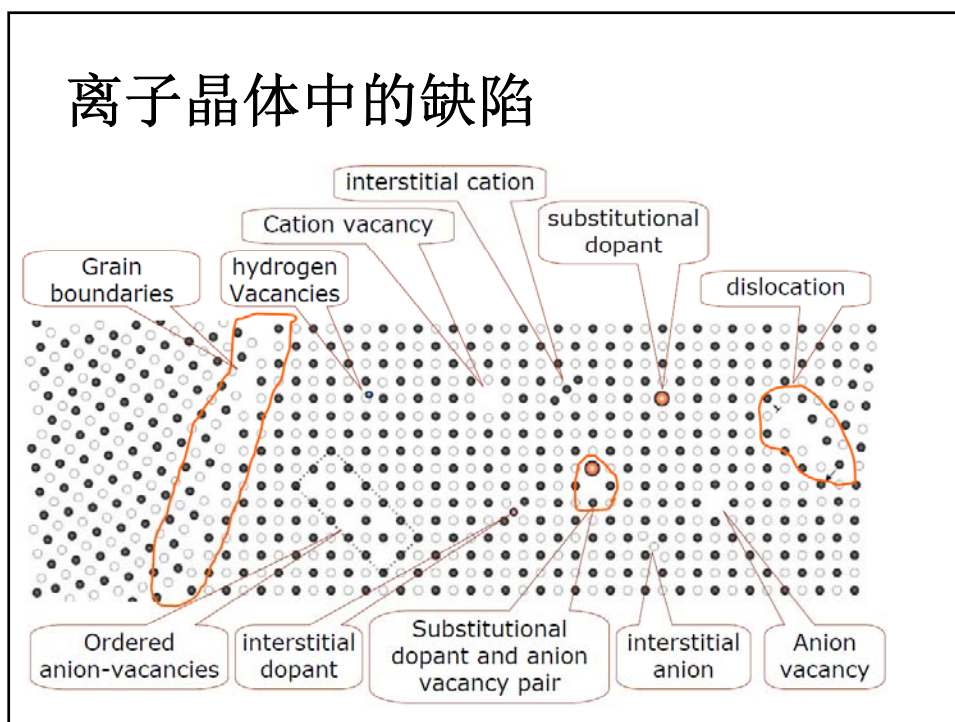 离子晶体中的缺陷
interstitial cation
Cation vacancy
substitutional
dopant
Grain
boundaries
hydrogen
Vacancies
dislocation
Ordered
anion-vacancies
interstitial
dopant
Substitutional
dopant and anion
vacancy pair
interstitial
anion
Anion
vacancy